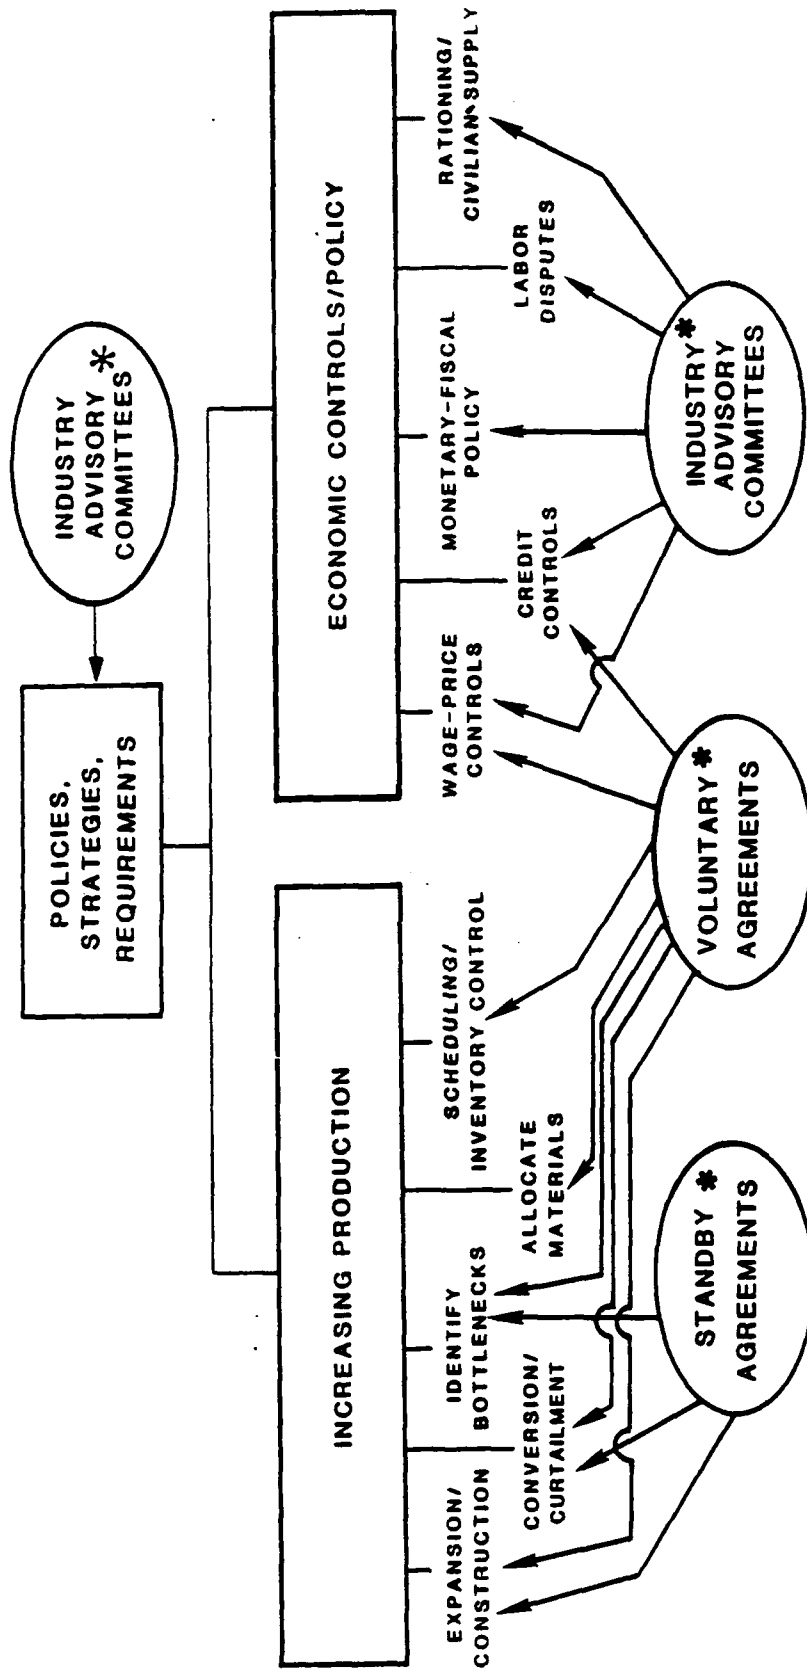 INDUSTRY
ADVISORY *
COMMITTEES
POLICIES,
STRATEGIES,
REQUIREMENTS
INCREASING PRODUCTION
ECONOMIC CONTROLS/POLICY
EXPANSION/
CONSTRUCTION
CONVERSION/
CURTAILMENT
IDENTIFY
BOTTLENECKS
ALLOCATE
MATERIALS
SCHEDULING/
INVENTORY CONTROL
WAGE-PRICE
CONTROLS
CREDIT
CONTROLS
MONETARY-FISCAL
POLICY
LABOR
DISPUTES
RATIONING/
CIVILIAN SUPPLY
STANDBY *
AGREEMENTS
VOLUNTARY *
AGREEMENTS
INDUSTRY *
ADVISORY
COMMITTEES